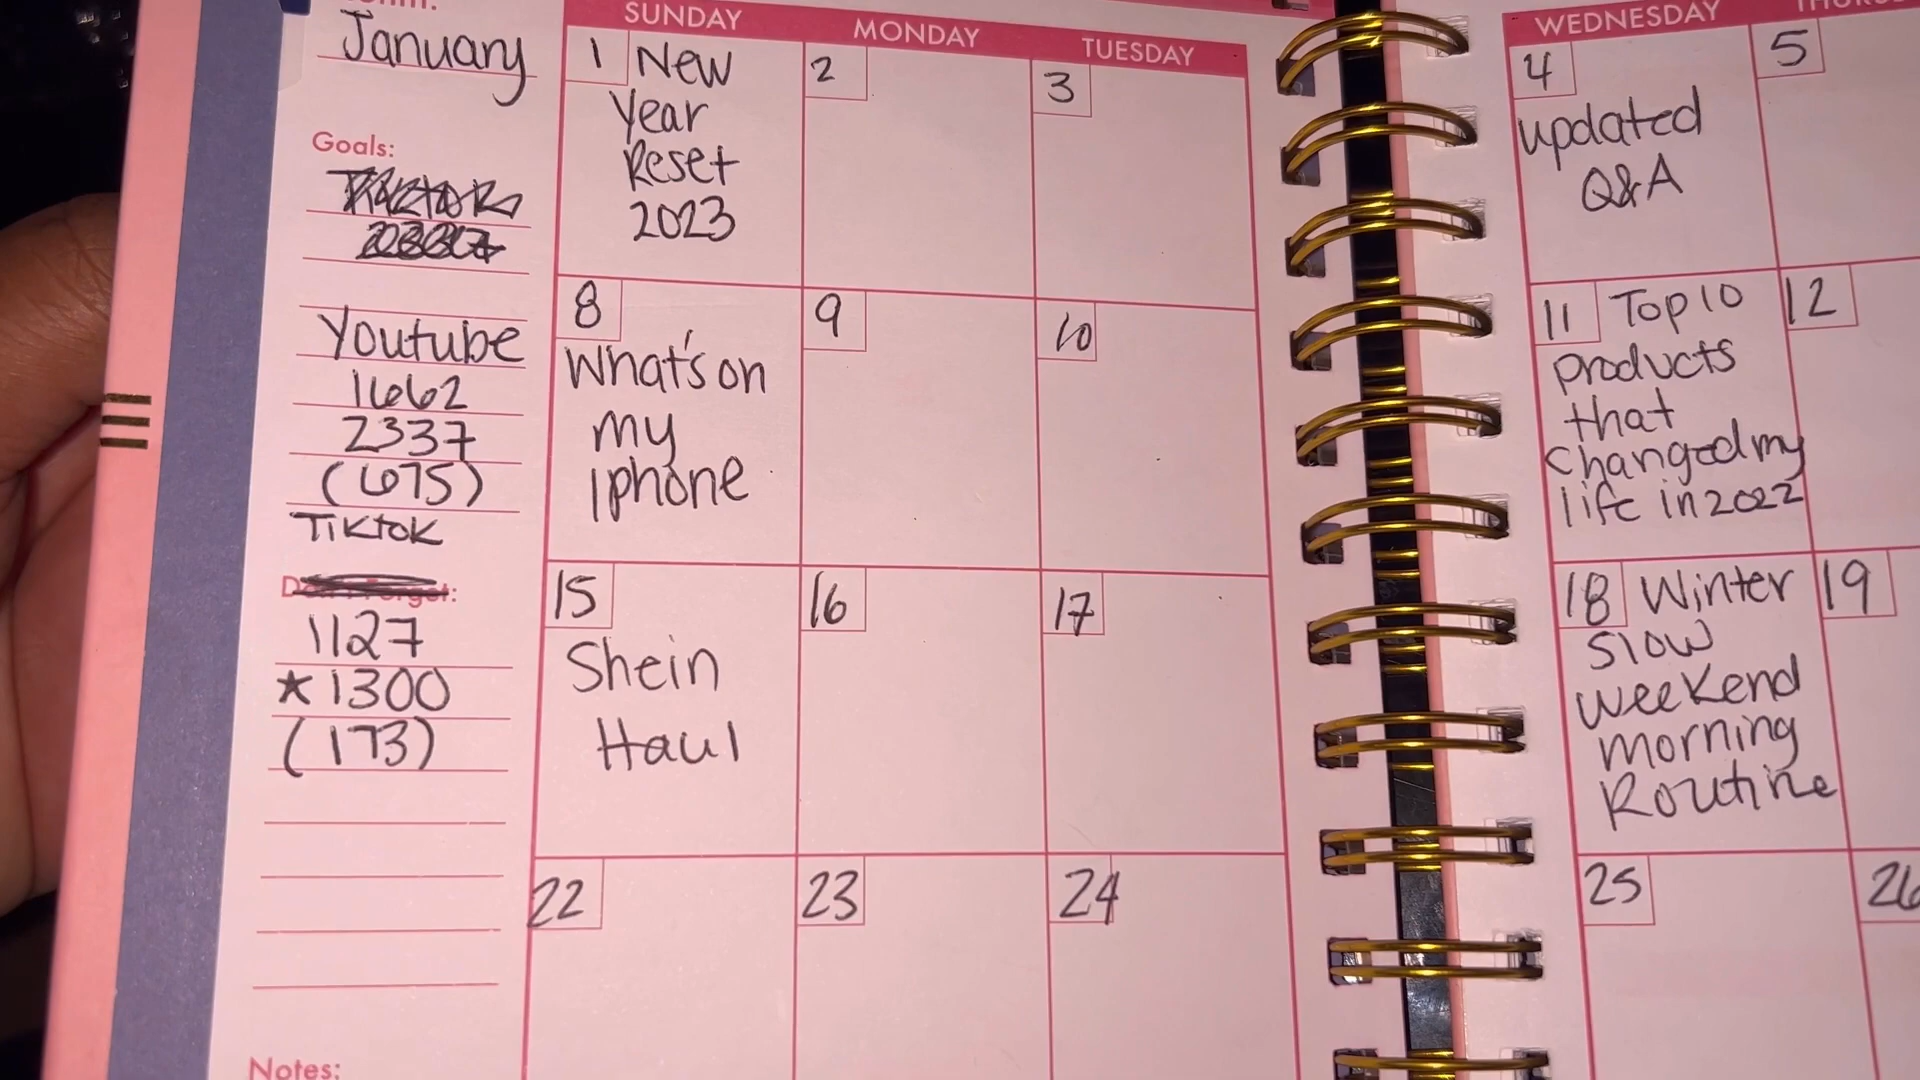 January
Goals:
Youtube
1662
2337
(675)
TikTok
1127
★1300
(173)
Notes:
SUNDAY
MONDAY
TUESDAY
WEDNESDAY
1 New
Year
Reset
2023
2
3
4
updated
Q&A
5
8
What's on
my
iphone
9
10
11 Top 10
products
that
changed my
life in 2022
12
15
Shein
Haul
16
17
18 Winter
slow
weekend
morning
Routine
19
22
23
24
25
26